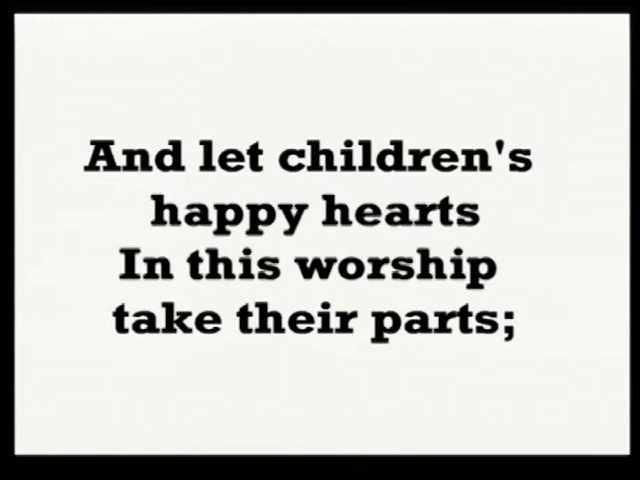 And let children's
happy hearts
In this worship
take their parts;